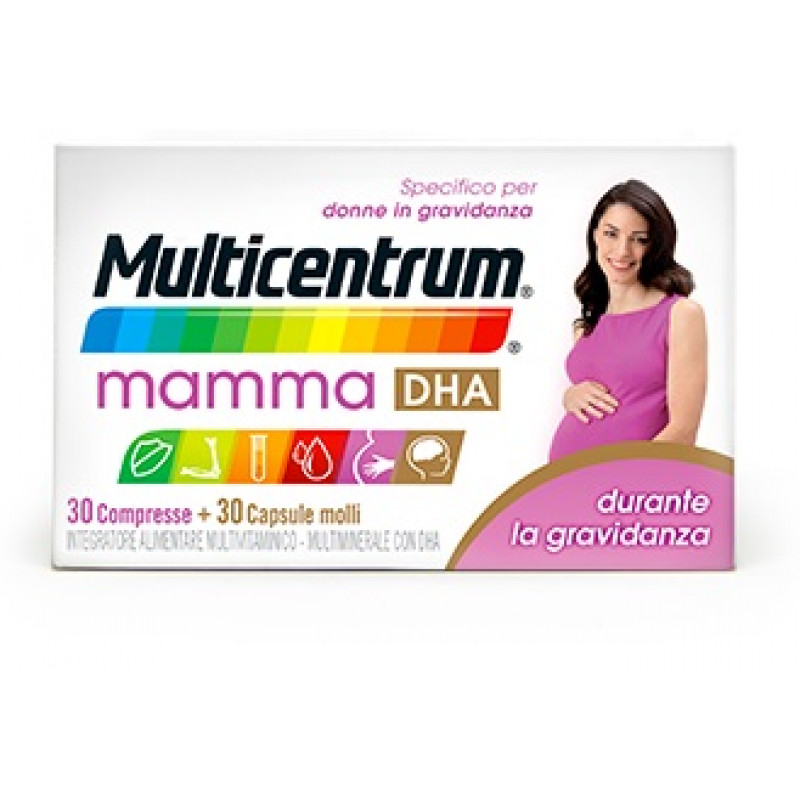 Specifico per
donne in gravidanza
Multicentrum®
®
mamma DHA
30 Compresse + 30 Capsule molli
INTEGRATORE ALIMENTARE MULTIVITAMINICO - MULTIMINERALE CON DHA
durante
la gravidanza